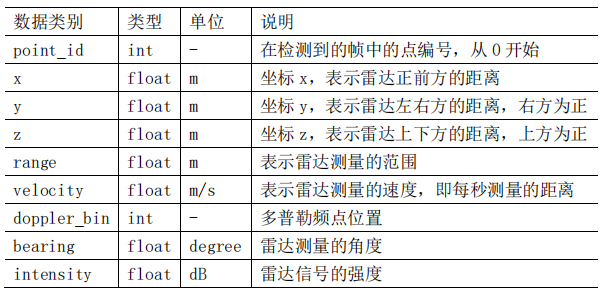 数据类别 类型 单位 说明
point_id int - 在检测到的帧中的点编号,从 0 开始
x float m 坐标 x,表示雷达正前方的距离
y float m 坐标 y,表示雷达左右方的距离,右方为正
z float m 坐标 z,表示雷达上下方的距离,上方为正
range float m 表示雷达测量的范围
velocity float m/s 表示雷达测量的速度,即每秒测量的距离
doppler_bin int - 多普勒频点位置
bearing float degree 雷达测量的角度
intensity float dB 雷达信号的强度